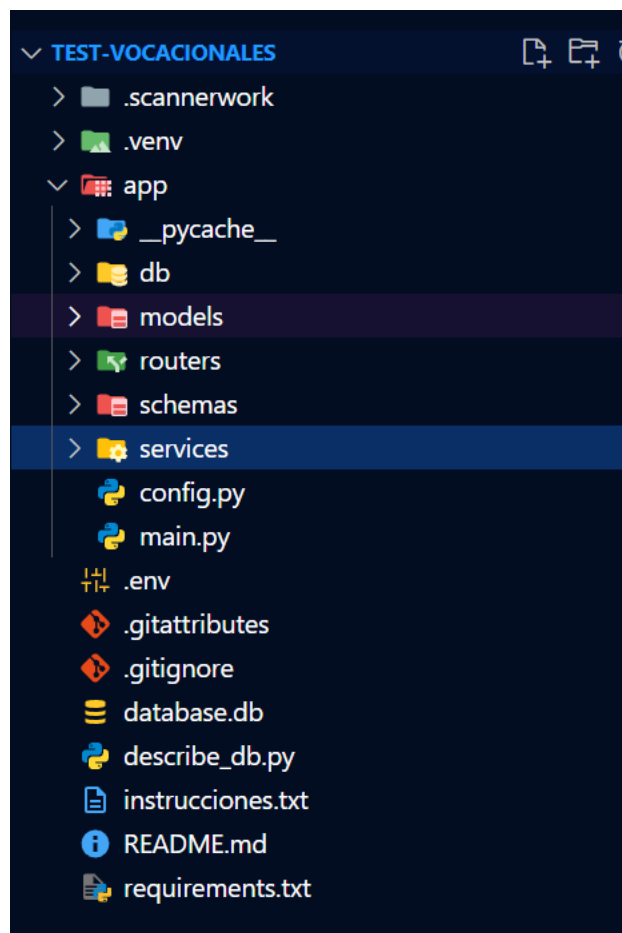 TEST-VOCACIONALES
.scannerwork
.venv
app
__pycache__
db
models
routers
schemas
services
config.py
main.py
.env
.gitattributes
.gitignore
database.db
describe_db.py
instrucciones.txt
README.md
requirements.txt